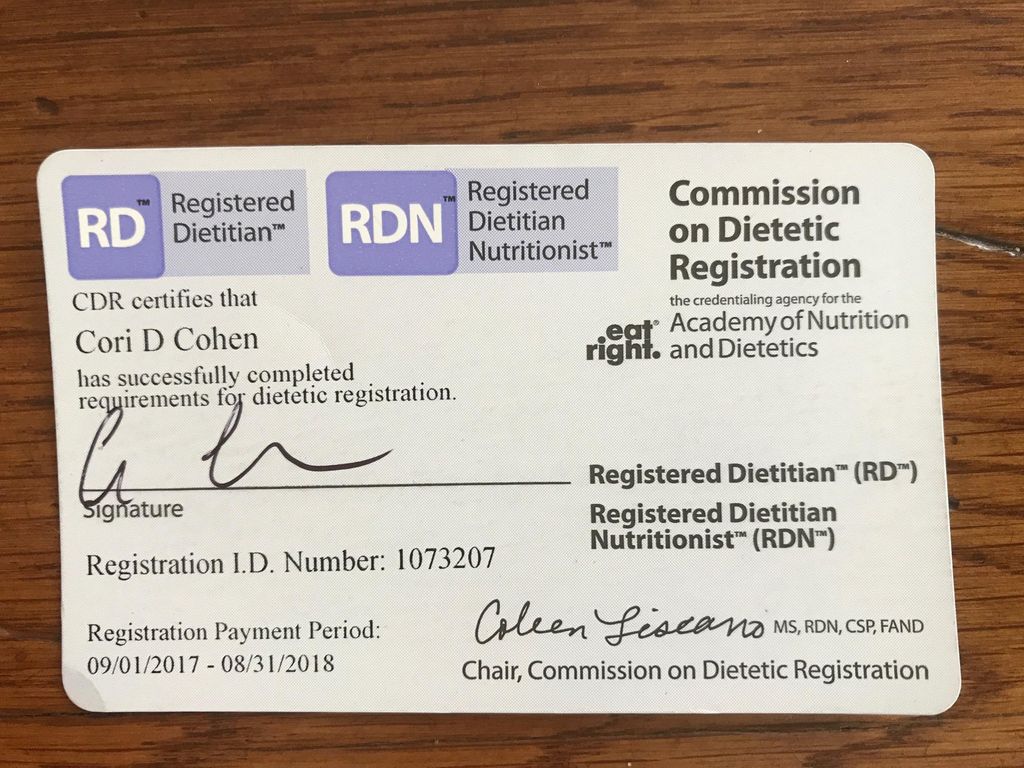 RD™
Registered
Dietitian™
RDN™
Registered
Dietitian
Nutritionist™
Commission
on Dietetic
Registration
the credentialing agency for the
eat
right.
®
Academy of Nutrition
and Dietetics
CDR certifies that
Cori D Cohen
has successfully completed
requirements for dietetic registration.
Signature
Registered Dietitian™ (RD™)
Registered Dietitian
Nutritionist™ (RDN™)
Registration I.D. Number: 1073207
Registration Payment Period:
09/01/2017 - 08/31/2018
Coleen Liscano MS, RDN, CSP, FAND
Chair, Commission on Dietetic Registration